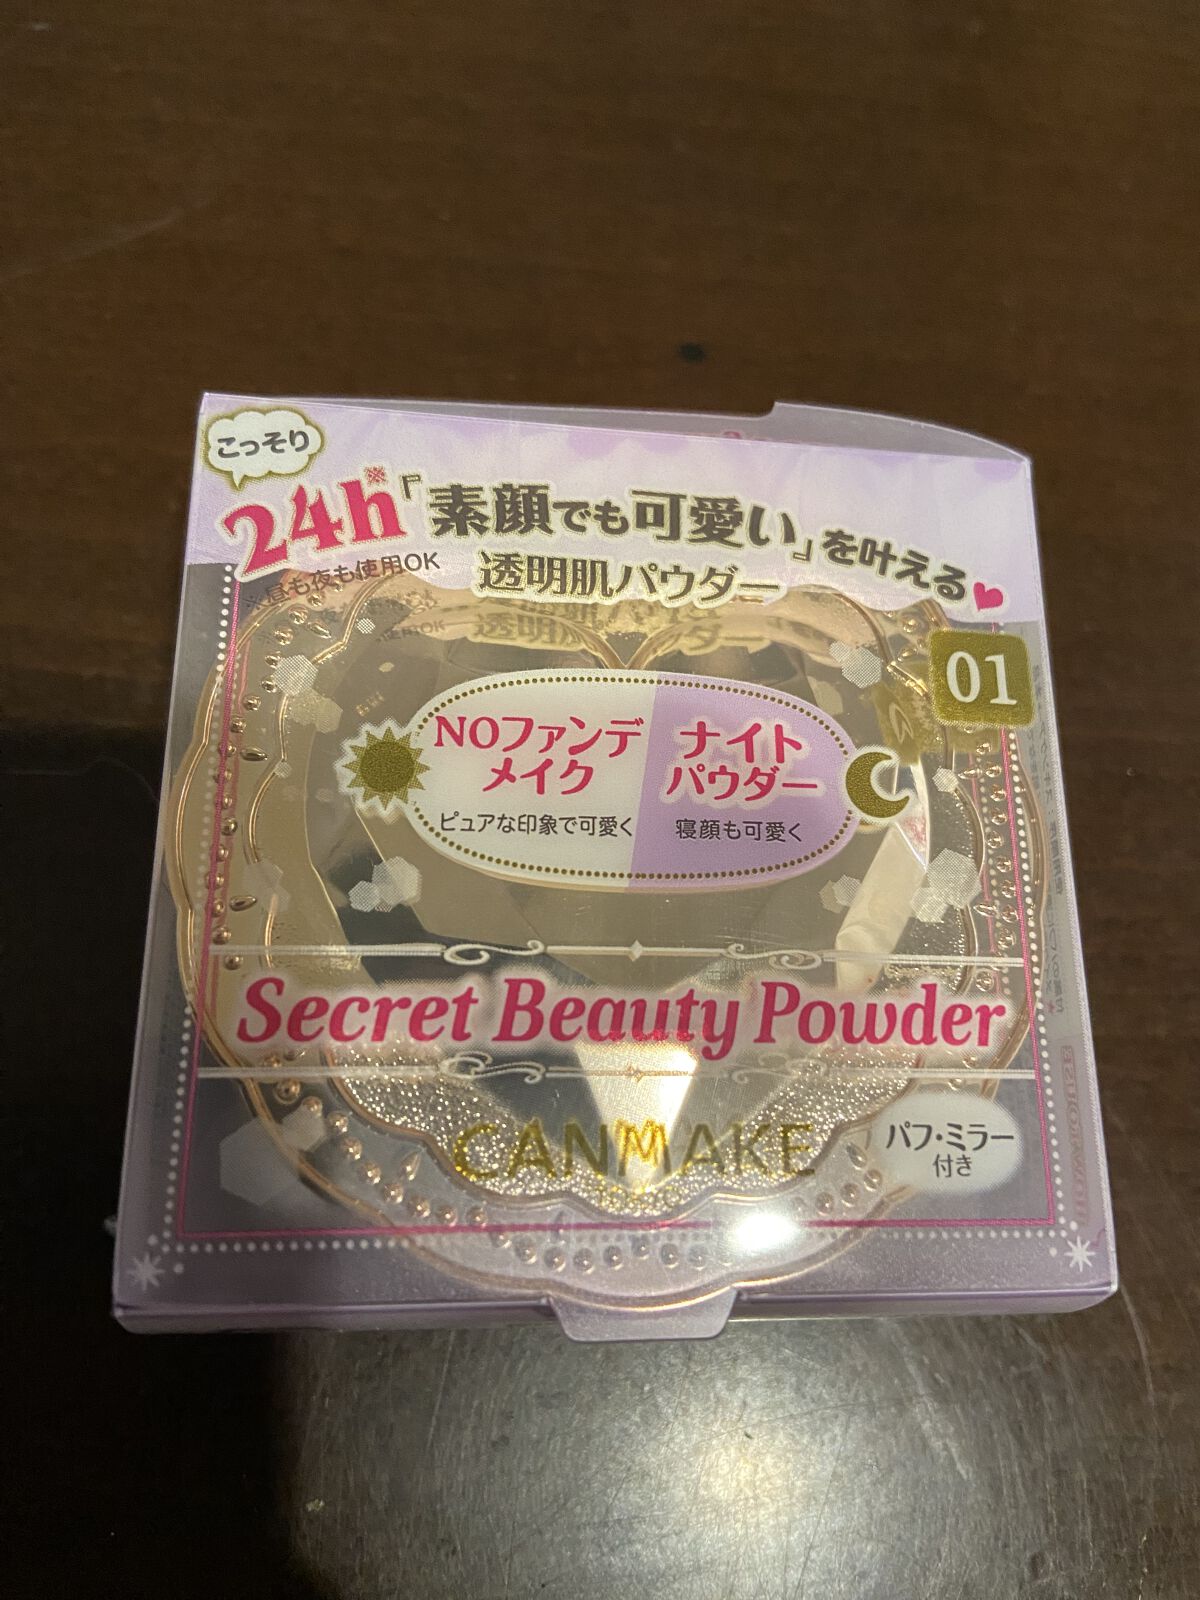 こっそり
24h※「素顔でも可愛い」を叶える
※昼も夜も使用OK
透明肌パウダー
01
NOファンデ
メイク
ピュアな印象で可愛く
ナイト
パウダー
寝顔も可愛く
Secret Beauty Powder
CANMAKE
TOKYO
パフ・ミラー
付き